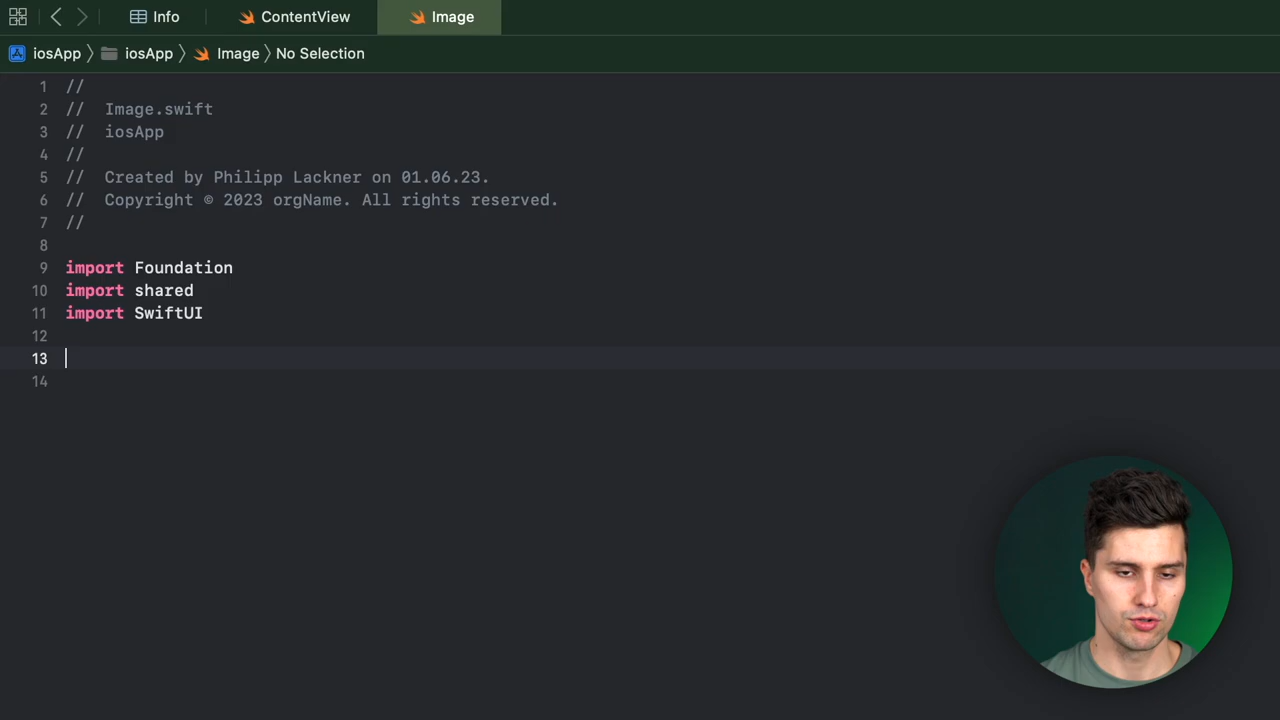 Info ContentView Image
iosApp iosApp Image No Selection
1 //
2 // Image.swift
3 // iosApp
4 //
5 // Created by Philipp Lackner on 01.06.23.
6 // Copyright © 2023 orgName. All rights reserved.
7 //
8
9 import Foundation
10 import shared
11 import SwiftUI
12
13
14